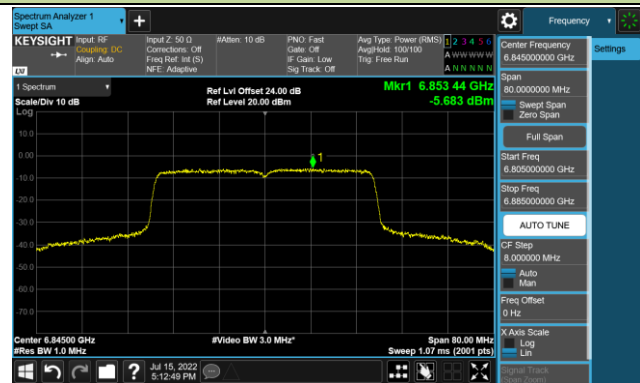 Spectrum Analyzer 1
Swept SA
Frequency
KEYSIGHT
Input: RF
Coupling: DC
Align: Auto
Input Z: 50 Ω
Corrections: Off
Freq Ref: Int (S)
NFE: Adaptive
#Atten: 10 dB
PNO: Fast
Gate: Off
IF Gain: Low
Sig Track: Off
Avg Type: Power (RMS)
Avg|Hold: 100/100
Trig: Free Run
1 2 3 4 5 6
A W W W W W
A N N N N N
LXI
1 Spectrum
Scale/Div 10 dB
Log
Ref Lvl Offset 24.00 dB
Ref Level 20.00 dBm
Mkr1 6.853 44 GHz
-5.683 dBm
10.0
0.00
-10.0
-20.0
-30.0
-40.0
-50.0
-60.0
-70.0
1
Center 6.84500 GHz
#Res BW 1.0 MHz
#Video BW 3.0 MHz*
Span 80.00 MHz
Sweep 1.07 ms (2001 pts)
Jul 15, 2022
5:12:49 PM
?
Center Frequency
6.845000000 GHz
Settings
Span
80.0000000 MHz
Swept Span
Zero Span
Full Span
Start Freq
6.805000000 GHz
Stop Freq
6.885000000 GHz
AUTO TUNE
CF Step
8.000000 MHz
Auto
Man
Freq Offset
0 Hz
X Axis Scale
Log
Lin
Signal Track
(Span Zoom)